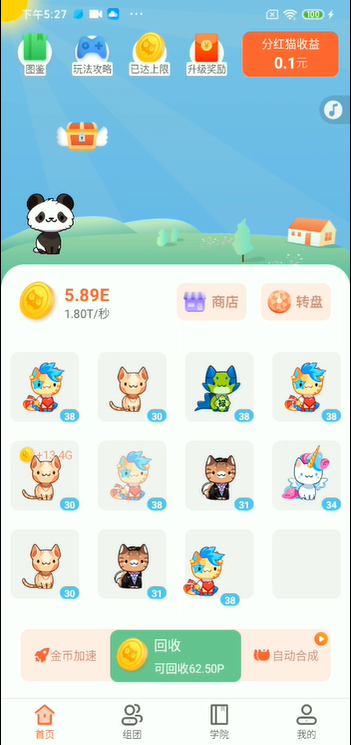 下午5:27
100
图鉴
玩法攻略
已达上限
升级奖励
分红猫收益
0.1元
5.89E
1.80T/秒
商店
转盘
38
30
32
38
+13.4G
30
38
31
34
30
31
38
金币加速
回收
可回收62.50P
自动合成
首页
组团
学院
我的